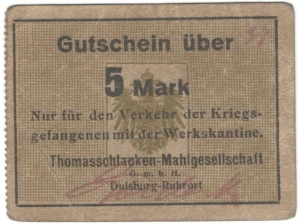 Gutschein über
5 Mark
Nur für den Verkehr der Kriegs-
gefangenen mit der Werkskantine.
Thomasschlacken-Mahlgesellschaft
G. m. b. H.
Duisburg-Ruhrort